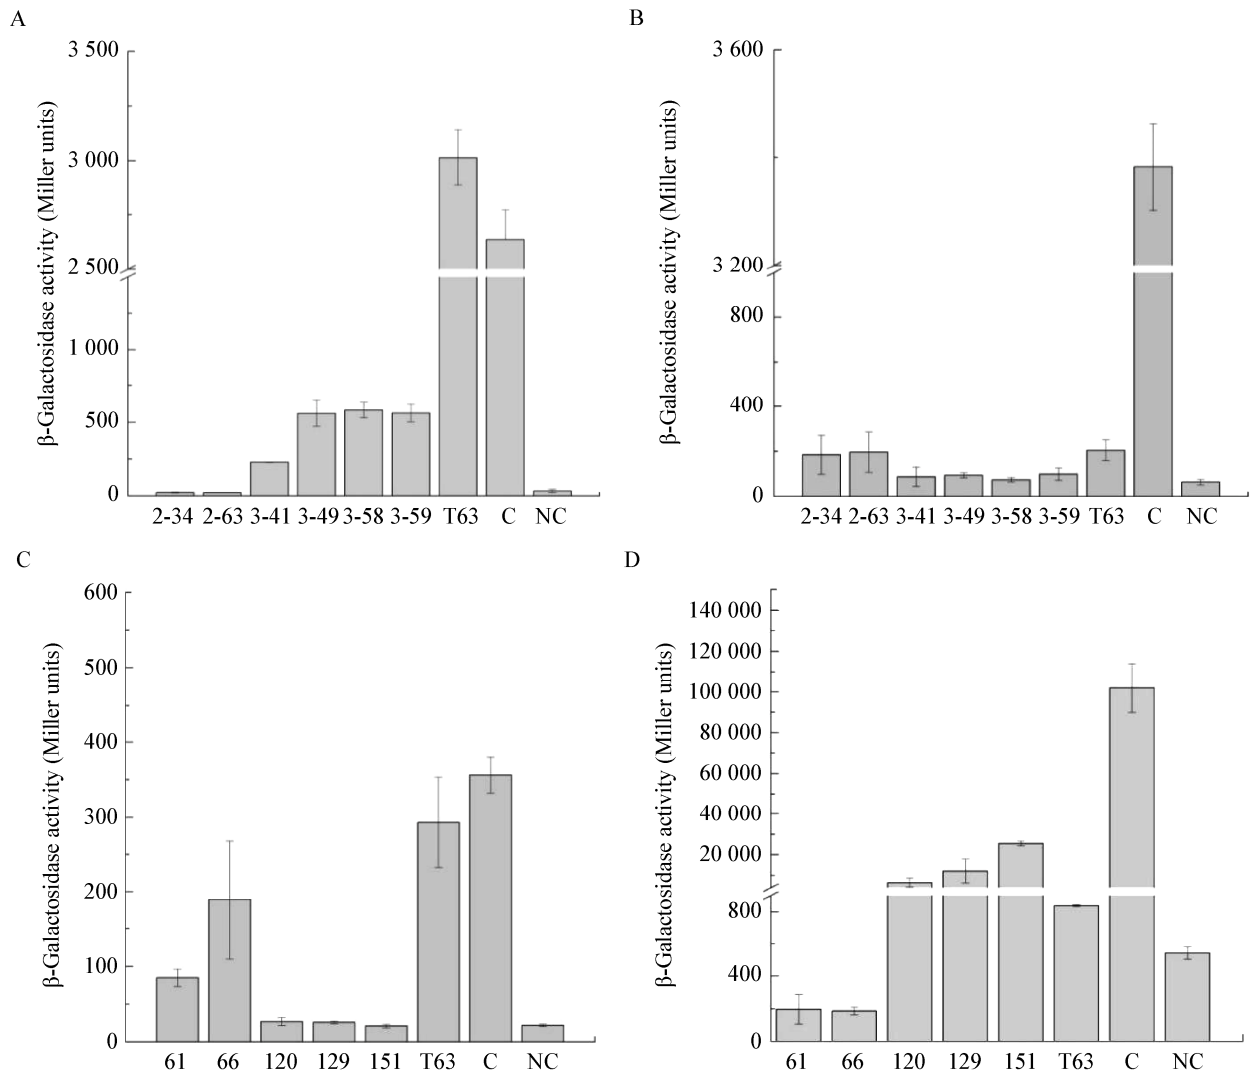 A
β-Galactosidase activity (Miller units)
3 500
3 000
2 500
1 000
500
0
2-34 2-63 3-41 3-49 3-58 3-59 T63 C NC
B
β-Galactosidase activity (Miller units)
3 600
3 200
800
400
0
2-34 2-63 3-41 3-49 3-58 3-59 T63 C NC
C
β-Galactosidase activity (Miller units)
600
500
400
300
200
100
0
61 66 120 129 151 T63 C NC
D
β-Galactosidase activity (Miller units)
140 000
120 000
100 000
80 000
60 000
40 000
20 000
800
400
0
61 66 120 129 151 T63 C NC